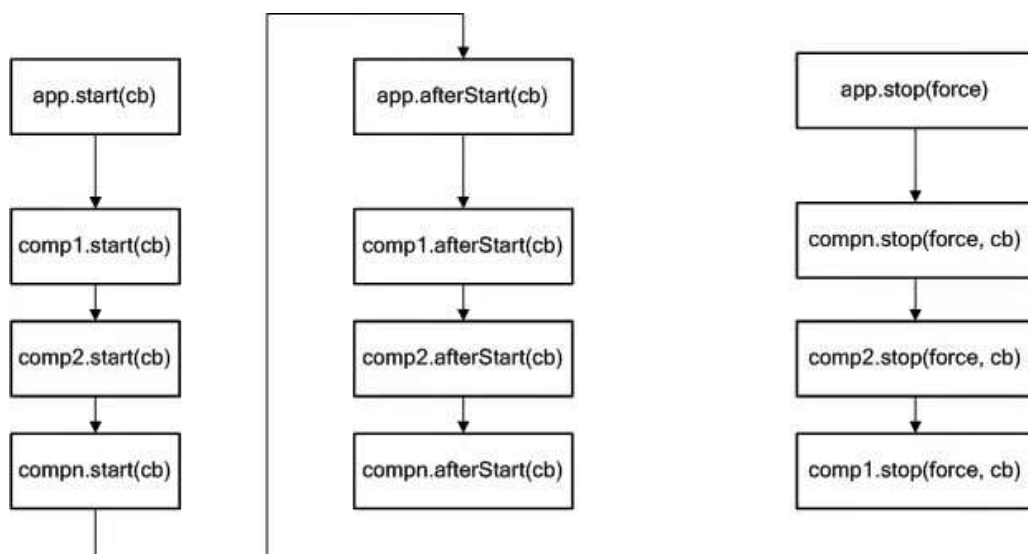 app.start(cb)
comp1.start(cb)
comp2.start(cb)
compn.start(cb)
app.afterStart(cb)
comp1.afterStart(cb)
comp2.afterStart(cb)
compn.afterStart(cb)
app.stop(force)
compn.stop(force, cb)
comp2.stop(force, cb)
comp1.stop(force, cb)